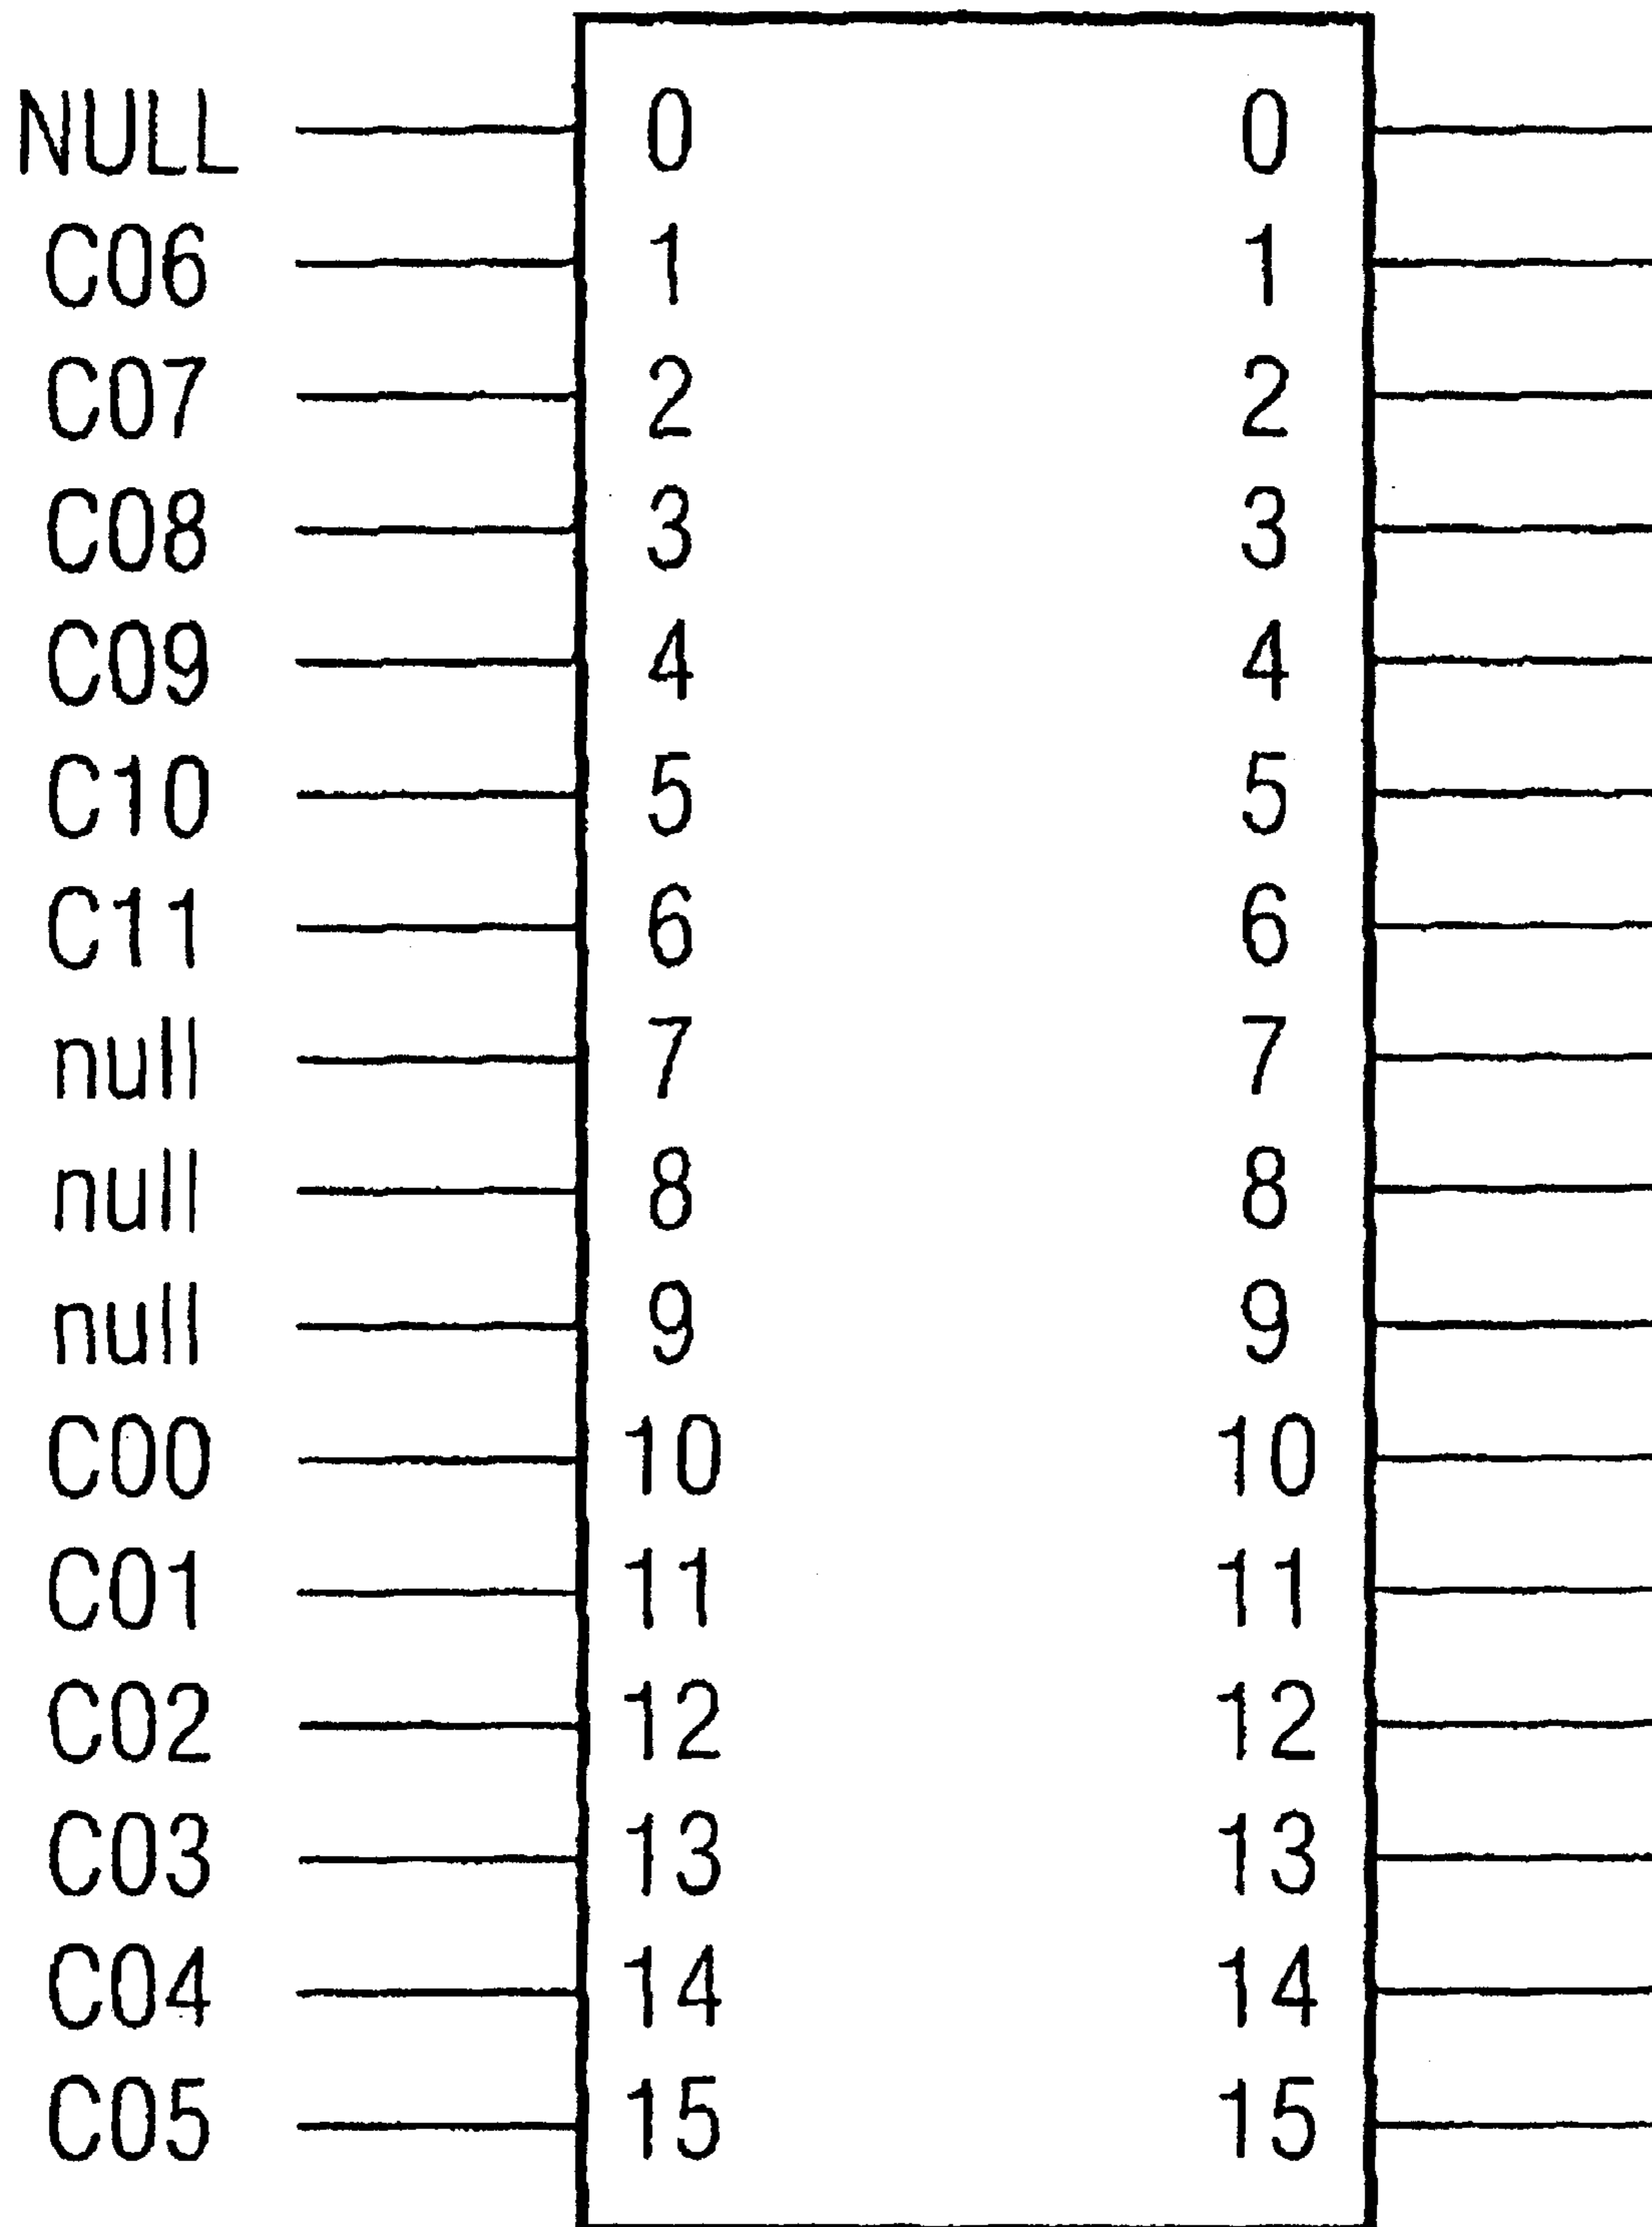 NULL 0 0
C06 1 1
C07 2 2
C08 3 3
C09 4 4
C10 5 5
C11 6 6
null 7 7
null 8 8
null 9 9
C00 10 10
C01 11 11
C02 12 12
C03 13 13
C04 14 14
C05 15 15